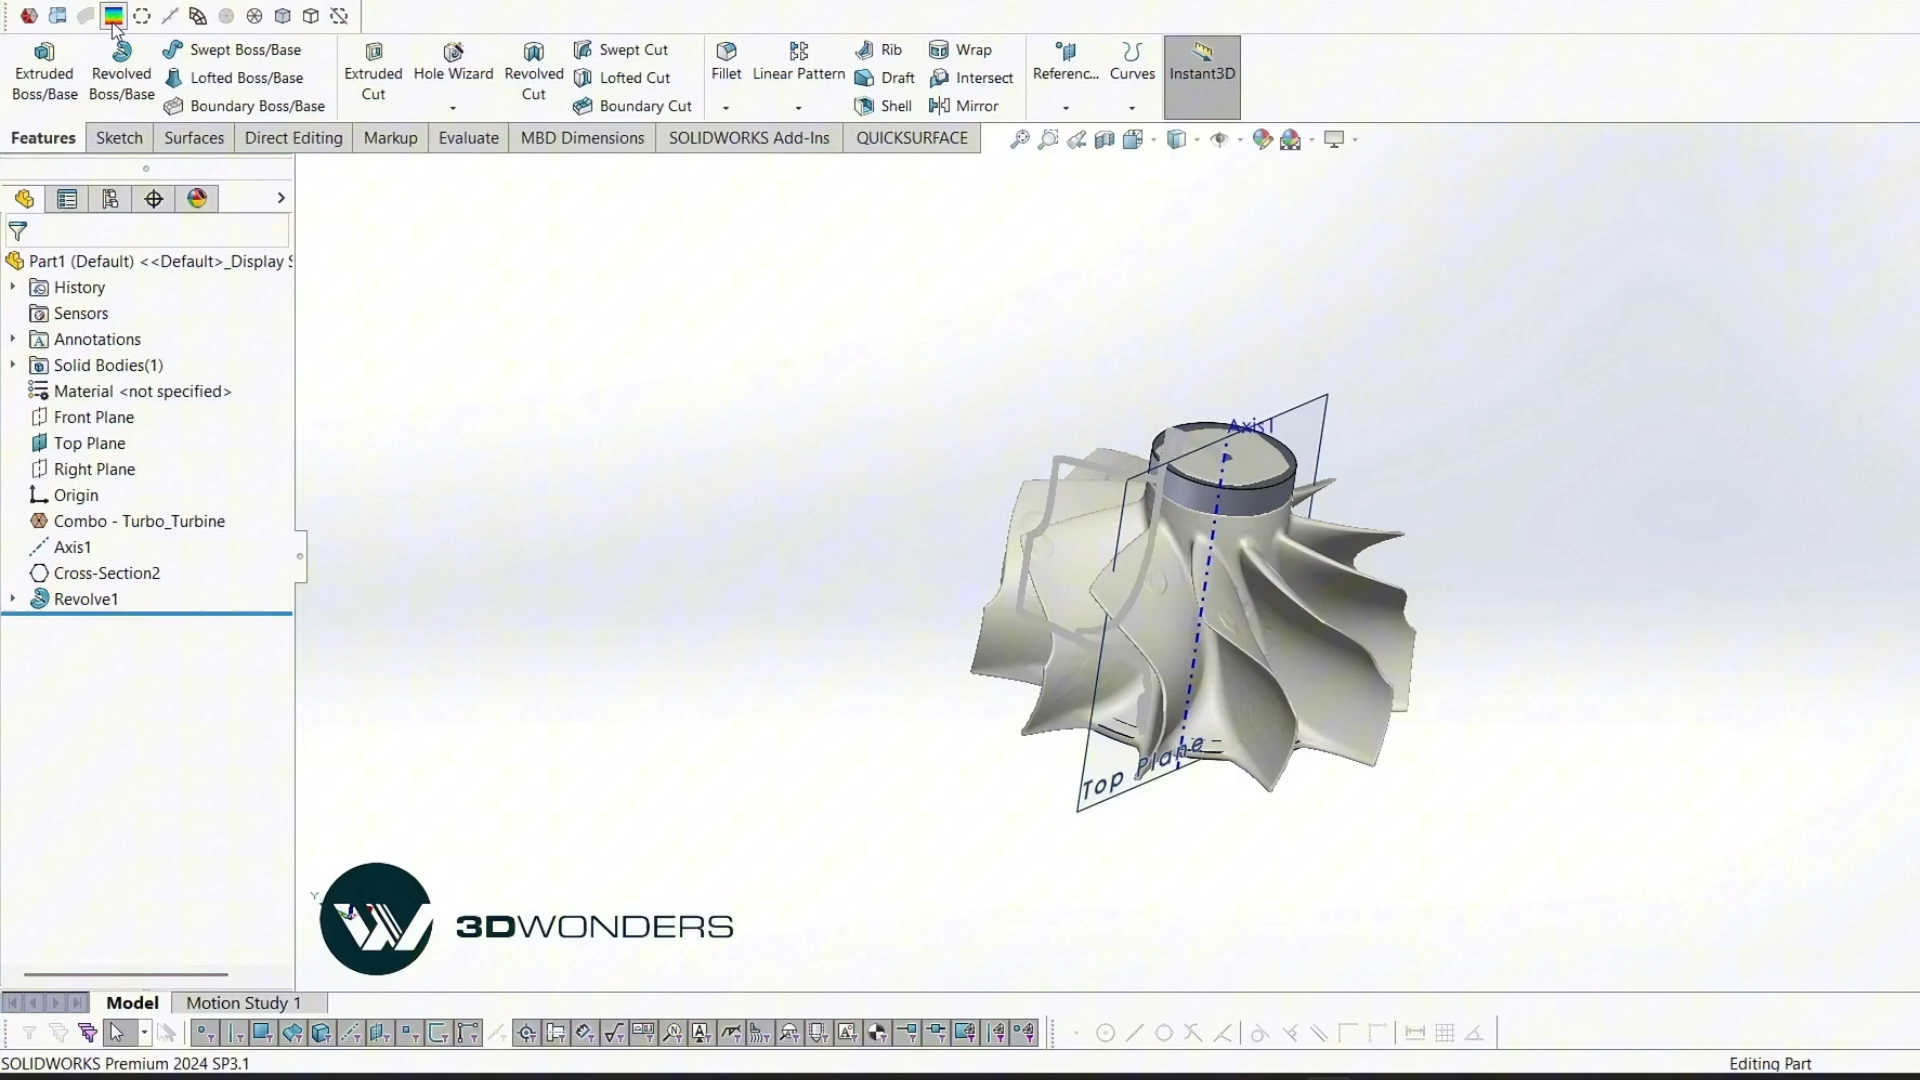 Extruded Boss/Base
Revolved Boss/Base
Swept Boss/Base
Lofted Boss/Base
Boundary Boss/Base
Extruded Cut
Hole Wizard
Revolved Cut
Swept Cut
Lofted Cut
Boundary Cut
Fillet
Linear Pattern
Rib
Draft
Shell
Wrap
Intersect
Mirror
Referenc...
Curves
Instant3D
Features
Sketch
Surfaces
Direct Editing
Markup
Evaluate
MBD Dimensions
SOLIDWORKS Add-Ins
QUICKSURFACE
Part1 (Default) <<Default>_Display S
History
Sensors
Annotations
Solid Bodies(1)
Material <not specified>
Front Plane
Top Plane
Right Plane
Origin
Combo - Turbo_Turbine
Axis1
Cross-Section2
Revolve1
Axis1
Top Plane
Y
3DWONDERS
Model
Motion Study 1
SOLIDWORKS Premium 2024 SP3.1
Editing Part